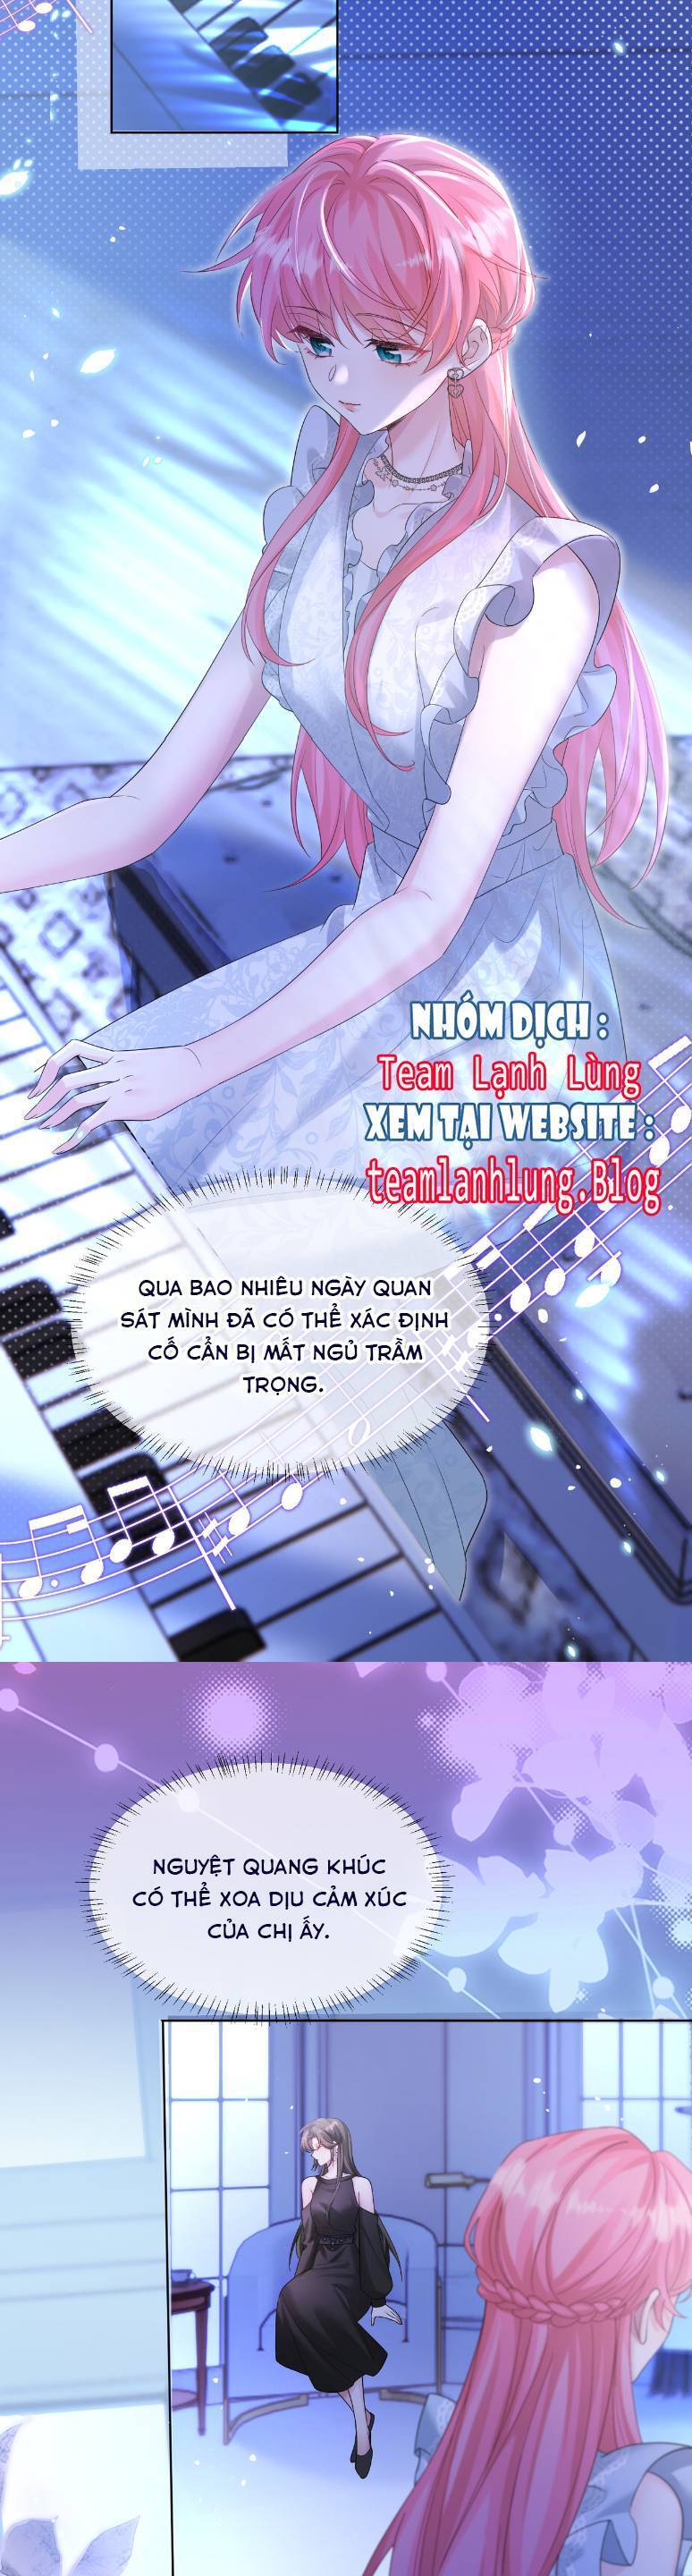 NHÓM DỊCH :
Team Lạnh Lùng
XEM TẠI WEBSITE :
teamlanhlung.Blog
QUA BAO NHIÊU NGÀY QUAN
SÁT MÌNH ĐÃ CÓ THỂ XÁC ĐỊNH
CỐ CẨN BỊ MẤT NGỦ TRẦM
TRỌNG.
NGUYỆT QUANG KHÚC
CÓ THỂ XOA DỊU CẢM XÚC
CỦA CHỊ ẤY.